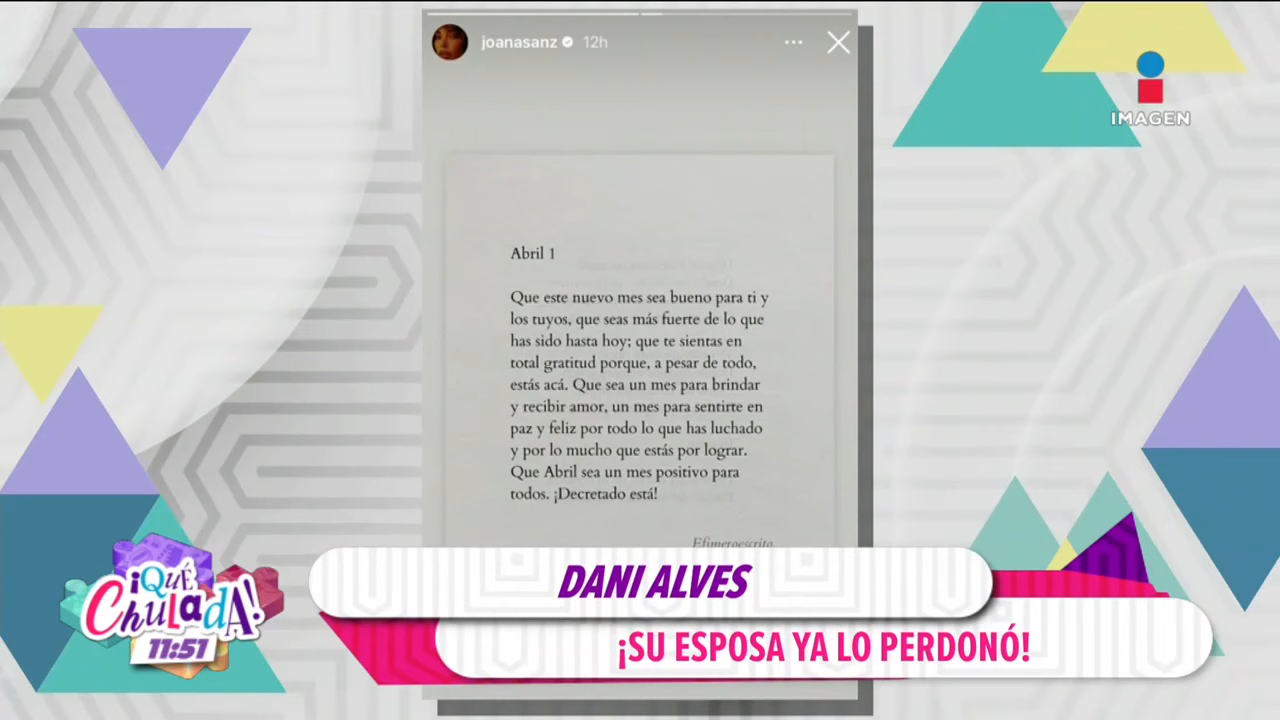 joanasanz 12h
IMAGEN
Abril 1
Que este nuevo mes sea bueno para ti y
los tuyos, que seas más fuerte de lo que
has sido hasta hoy; que te sientas en
total gratitud porque, a pesar de todo,
estás acá. Que sea un mes para brindar
y recibir amor, un mes para sentirte en
paz y feliz por todo lo que has luchado
y por lo mucho que estás por lograr.
Que Abril sea un mes positivo para
todos. ¡Decretado está!
Efimeroescrito.
DANI ALVES
¡SU ESPOSA YA LO PERDONÓ!
¡QUÉ
CHULADA!
11:51